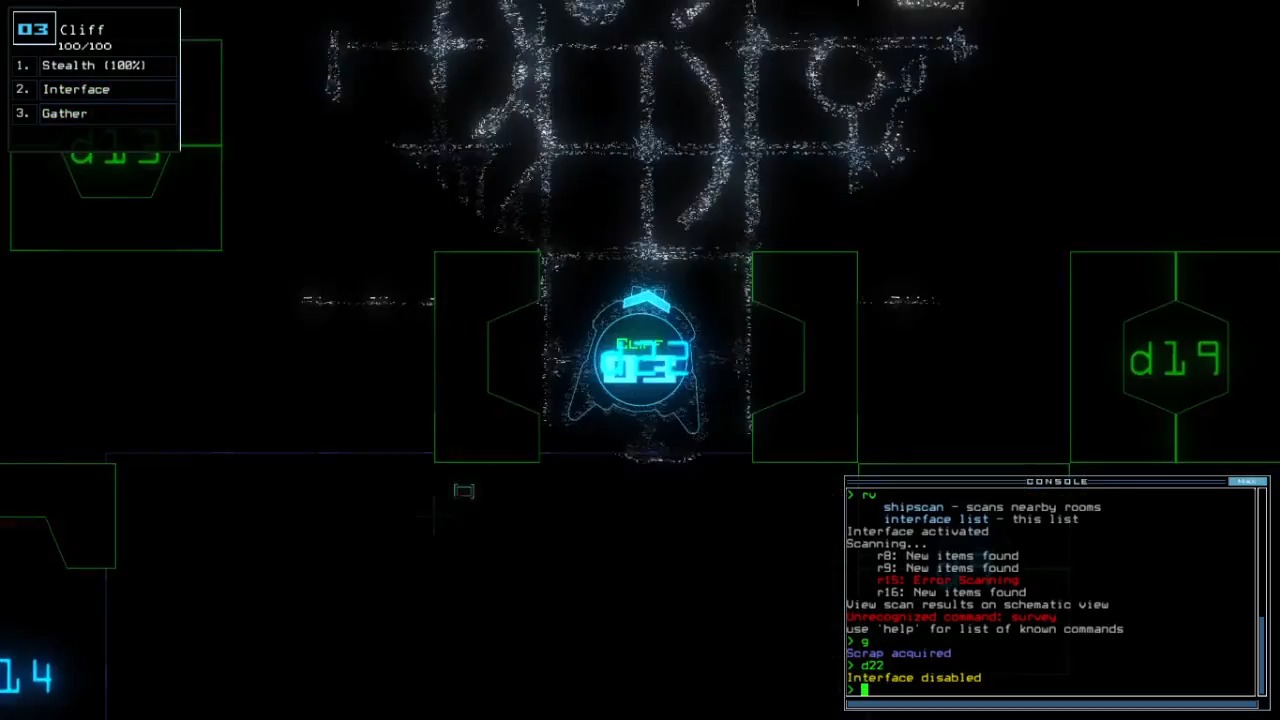 03 Cliff
100/100
1. Stealth (100%)
2. Interface
3. Gather
d13
Cliff
03
d19
14
CONSOLE
> rv
shipscan - scans nearby rooms
interface list - this list
Interface activated
Scanning...
r8: New items found
r9: New items found
r15: Error Scanning
r16: New items found
View scan results on schematic view
Unrecognized command: survey
use 'help' for list of known commands
> g
Scrap acquired
> d22
Interface disabled
>